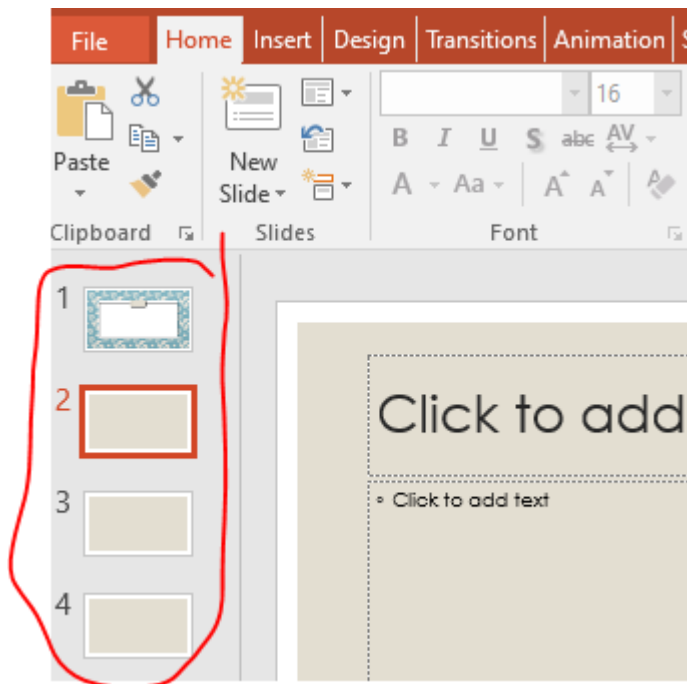 File Home Insert Design Transitions Animation S
16
B I U S abc AV
Paste New
Slide A Aa A A
Clipboard Slides Font
1
2
Click to add
3
• Click to add text
4